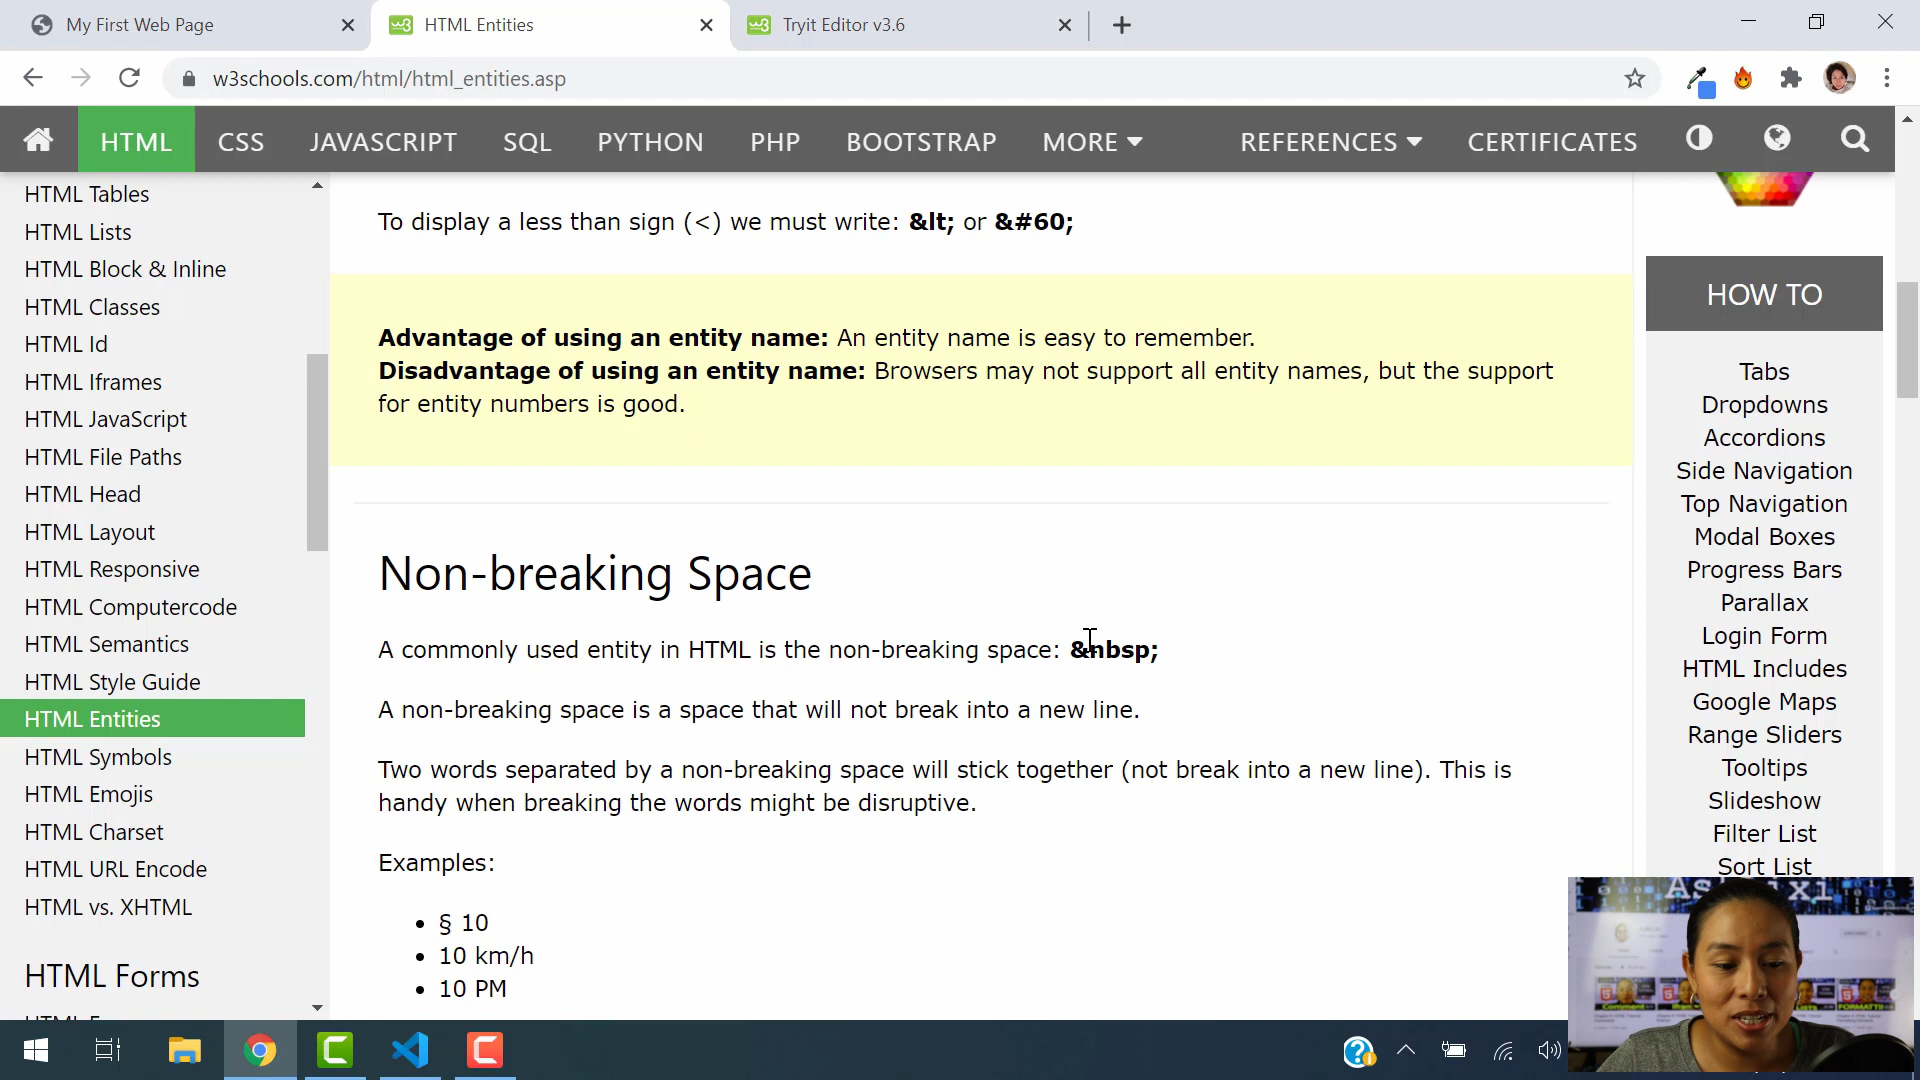 My First Web Page
HTML Entities
Tryit Editor v3.6
w3schools.com/html/html_entities.asp
HTML
CSS
JAVASCRIPT
SQL
PYTHON
PHP
BOOTSTRAP
MORE
REFERENCES
CERTIFICATES
HTML Tables
HTML Lists
HTML Block & Inline
HTML Classes
HTML Id
HTML Iframes
HTML JavaScript
HTML File Paths
HTML Head
HTML Layout
HTML Responsive
HTML Computercode
HTML Semantics
HTML Style Guide
HTML Entities
HTML Symbols
HTML Emojis
HTML Charset
HTML URL Encode
HTML vs. XHTML
HTML Forms
To display a less than sign (<) we must write: &lt; or &#60;
Advantage of using an entity name: An entity name is easy to remember.
Disadvantage of using an entity name: Browsers may not support all entity names, but the support
for entity numbers is good.
Non-breaking Space
A commonly used entity in HTML is the non-breaking space: &nbsp;
A non-breaking space is a space that will not break into a new line.
Two words separated by a non-breaking space will stick together (not break into a new line). This is
handy when breaking the words might be disruptive.
Examples:
• § 10
• 10 km/h
• 10 PM
HOW TO
Tabs
Dropdowns
Accordions
Side Navigation
Top Navigation
Modal Boxes
Progress Bars
Parallax
Login Form
HTML Includes
Google Maps
Range Sliders
Tooltips
Slideshow
Filter List
Sort List